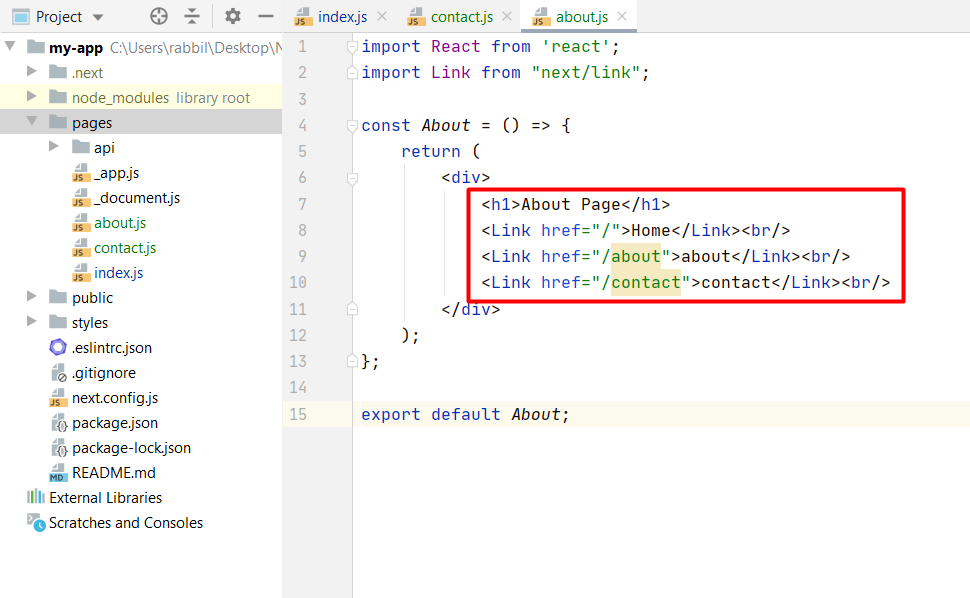 Project
index.js
contact.js
about.js
my-app C:\Users\rabbil\Desktop\N
.next
node_modules library root
pages
api
_app.js
_document.js
about.js
contact.js
index.js
public
styles
.eslintrc.json
.gitignore
next.config.js
package.json
package-lock.json
README.md
External Libraries
Scratches and Consoles
1 import React from 'react';
2 import Link from "next/link";
3
4 const About = () => {
5 return (
6 <div>
7 <h1>About Page</h1>
8 <Link href="/">Home</Link><br/>
9 <Link href="/about">about</Link><br/>
10 <Link href="/contact">contact</Link><br/>
11 </div>
12 );
13 };
14
15 export default About;